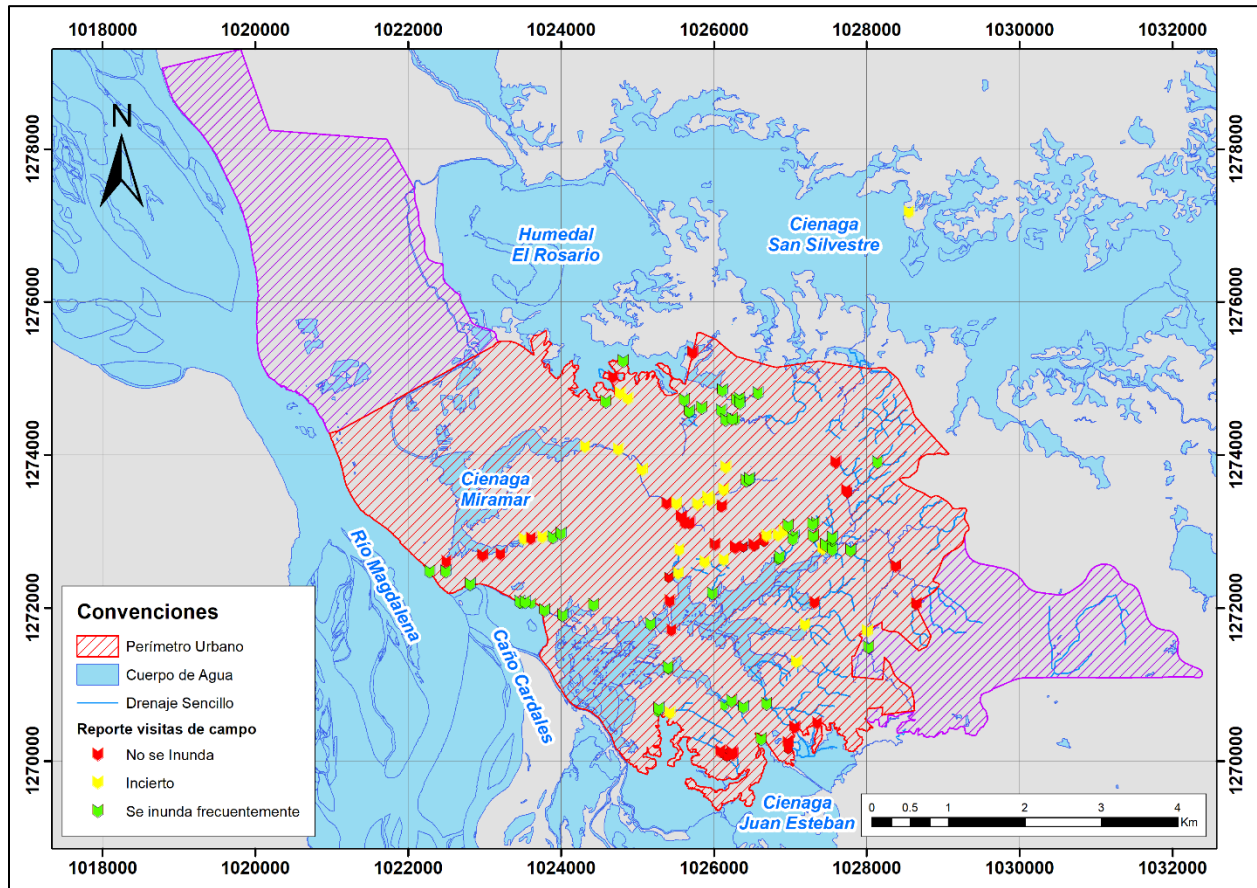 1018000 1020000 1022000 1024000 1026000 1028000 1030000 1032000
N
1278000
1276000
1274000
1272000
1270000
1278000
1276000
1274000
1272000
1270000
Humedal
El Rosario
Cienaga
San Silvestre
Cienaga
Miramar
Río Magdalena
Caño Cardales
Cienaga
Juan Esteban
Convenciones
Perímetro Urbano
Cuerpo de Agua
Drenaje Sencillo
Reporte visitas de campo
No se Inunda
Incierto
Se inunda frecuentemente
0 0.5 1 2 3 4
Km
1018000 1020000 1022000 1024000 1026000 1028000 1030000 1032000